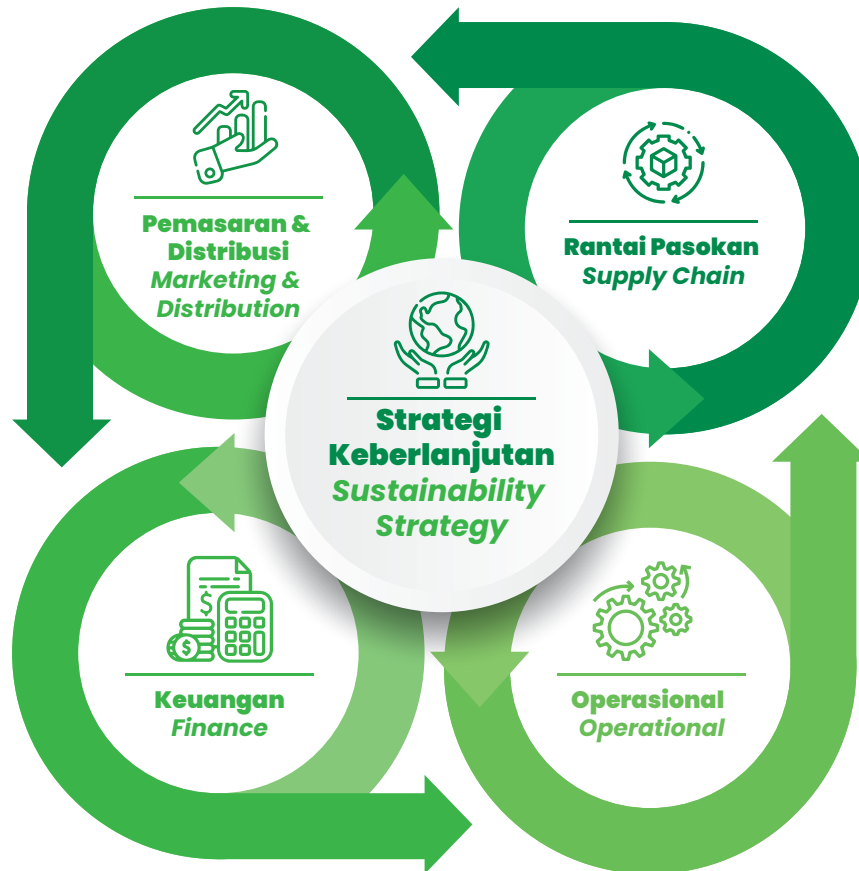 Pemasaran &
Distribusi
Marketing &
Distribution
Rantai Pasokan
Supply Chain
Strategi
Keberlanjutan
Sustainability
Strategy
$
$
Keuangan
Finance
Operasional
Operational